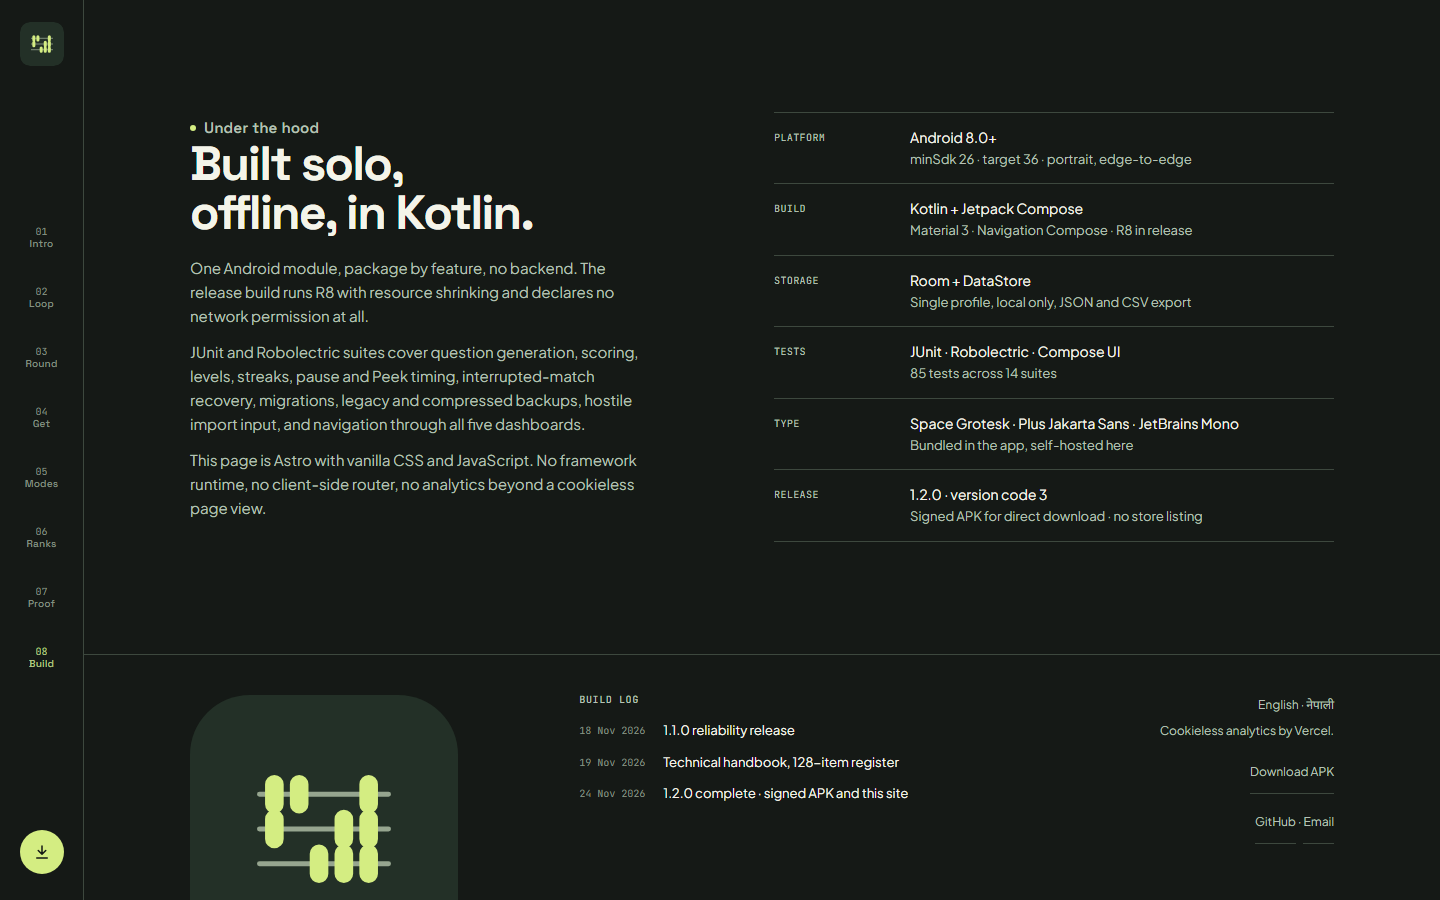 01
Intro
02
Loop
03
Round
04
Get
05
Modes
06
Ranks
07
Proof
08
Build
Under the hood
Built solo,
offline, in Kotlin.
One Android module, package by feature, no backend. The
release build runs R8 with resource shrinking and declares no
network permission at all.
JUnit and Robolectric suites cover question generation, scoring,
levels, streaks, pause and Peek timing, interrupted-match
recovery, migrations, legacy and compressed backups, hostile
import input, and navigation through all five dashboards.
This page is Astro with vanilla CSS and JavaScript. No framework
runtime, no client-side router, no analytics beyond a cookieless
page view.
PLATFORM
Android 8.0+
minSdk 26 · target 36 · portrait, edge-to-edge
BUILD
Kotlin + Jetpack Compose
Material 3 · Navigation Compose · R8 in release
STORAGE
Room + DataStore
Single profile, local only, JSON and CSV export
TESTS
JUnit · Robolectric · Compose UI
85 tests across 14 suites
TYPE
Space Grotesk · Plus Jakarta Sans · JetBrains Mono
Bundled in the app, self-hosted here
RELEASE
1.2.0 · version code 3
Signed APK for direct download · no store listing
BUILD LOG
18 Nov 2026 1.1.0 reliability release
19 Nov 2026 Technical handbook, 128-item register
24 Nov 2026 1.2.0 complete · signed APK and this site
English · नेपाली
Cookieless analytics by Vercel.
Download APK
GitHub · Email